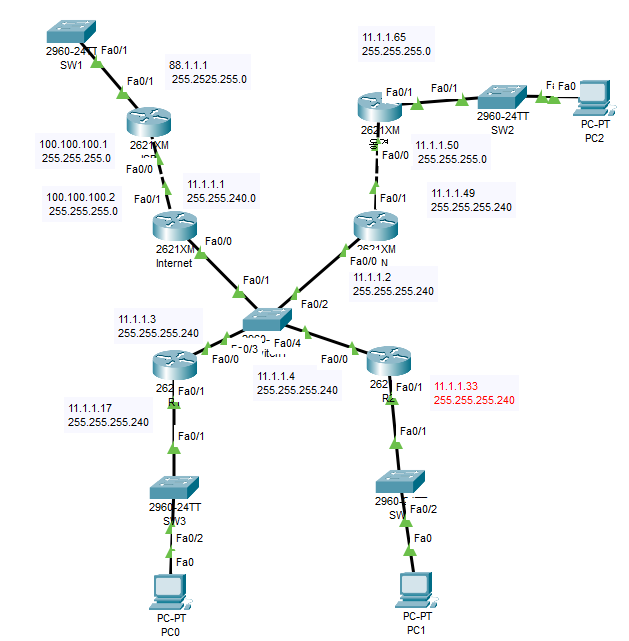 11.1.1.65
255.255.255.0
2960-24TT
SW1
Fa0/1
88.1.1.1
255.2525.255.0
Fa0/1
Fa0/1
Fa0/1
Fa0
2960-24TT
SW2
PC-PT
PC2
2621XM
2621XM
100.100.100.1
255.255.255.0
Fa0/0
Fa0/0
11.1.1.50
255.255.255.0
100.100.100.2
255.255.255.0
Fa0/1
11.1.1.1
255.255.240.0
Fa0/1
11.1.1.49
255.255.255.240
2621XM
Internet
Fa0/0
2621XM
Fa0/0
11.1.1.2
255.255.255.240
Fa0/1
Fa0/2
11.1.1.3
255.255.255.240
Fa0/3
Fa0/4
Fa0/0
Fa0/0
11.1.1.4
255.255.255.240
Fa0/1
Fa0/1
11.1.1.33
255.255.255.240
11.1.1.17
255.255.255.240
Fa0/1
Fa0/1
2960-24TT
SW3
Fa0/2
Fa0/2
Fa0
Fa0
PC-PT
PC0
PC-PT
PC1